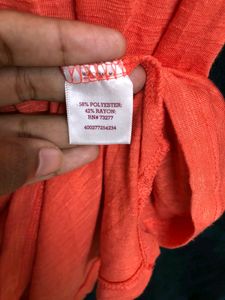 58% POLYESTER;
42% RAYON;
RN# 73277
400277254234